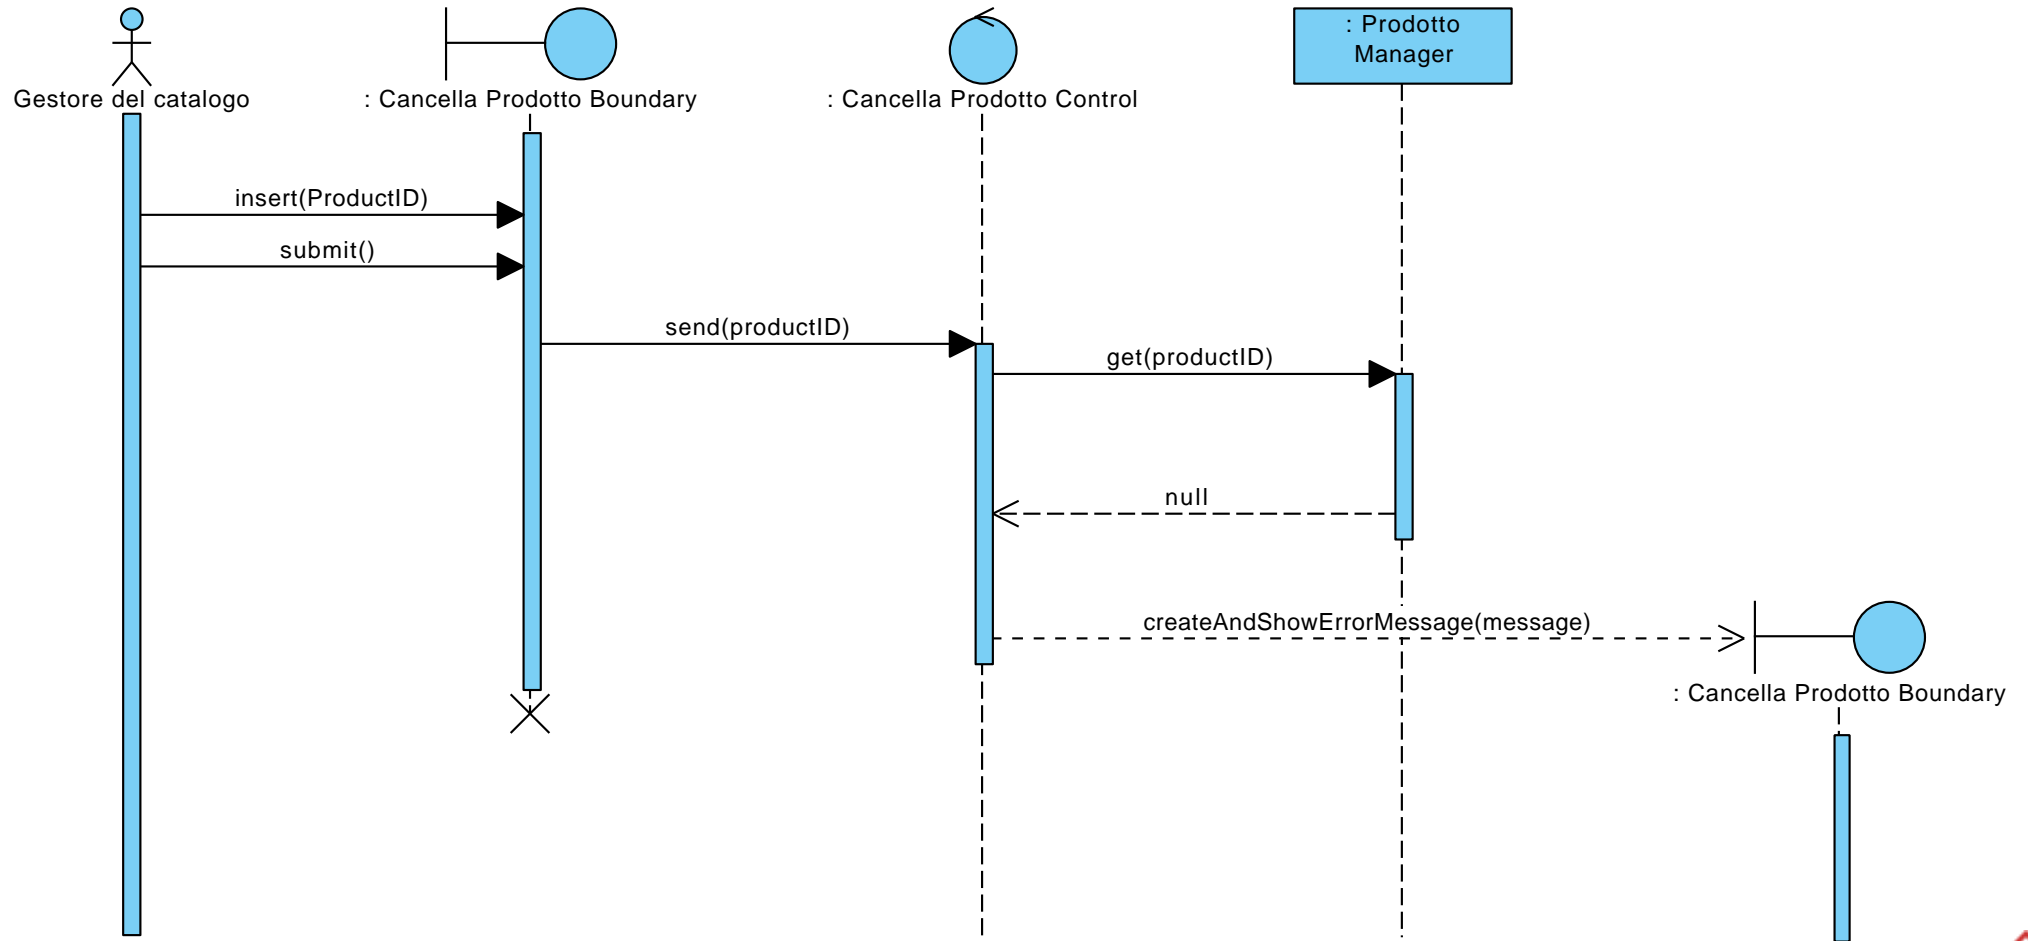 Gestore del catalogo
: Cancella Prodotto Boundary
: Cancella Prodotto Control
: Prodotto
Manager
insert(ProductID)
submit()
send(productID)
get(productID)
null
createAndShowErrorMessage(message)
: Cancella Prodotto Boundary